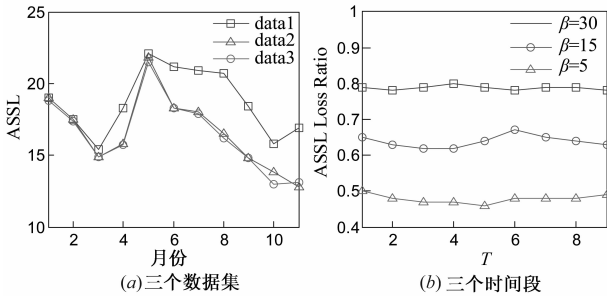 25
20
15
10
ASSL
2 4 6 8 10
月份
data1
data2
data3
(a)三个数据集
1
0.9
0.8
0.7
0.6
0.5
0.4
ASSL Loss Ratio
2 4 6 8
T
β=30
β=15
β=5
(b)三个时间段